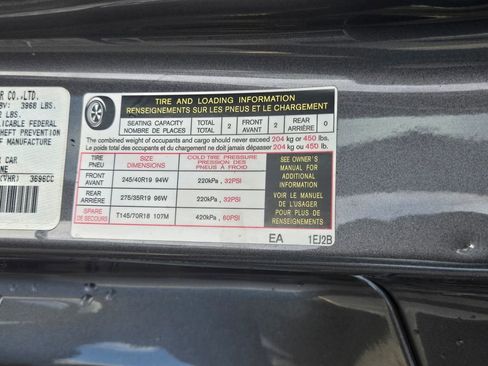 R CO.,LTD.
3968 LBS.
LBS.
LICABLE FEDERAL
HEFT PREVENTION
F MANUFACTURE
CAR
NE
(VHR) 3696CC
TIRE AND LOADING INFORMATION
RENSEIGNEMENTS SUR LES PNEUS ET LE CHARGEMENT
SEATING CAPACITY TOTAL 2 FRONT 2 REAR 0
NOMBRE DE PLACES TOTAL AVANT ARRIÈRE
The combined weight of occupants and cargo should never exceed 204 kg or 450 lbs.
Le poids total des occupants et du chargement ne doit jamais dépasser 204 kg ou 450 lb.
TIRE SIZE COLD TIRE PRESSURE
PNEU DIMENSIONS PRESSION DES PNEUS À FROID
FRONT
AVANT 245/40R19 94W 220kPa, 32PSI
REAR
ARRIÈRE 275/35R19 96W 220kPa, 32PSI
SPARE
DE SECOURS T145/70R18 107M 420kPa, 60PSI
SEE OWNER'S
MANUAL FOR
ADDITIONAL
INFORMATION
VOIR LE MANUEL
DE L'USAGER
POUR PLUS DE
RENSEIGNEMENTS
EA 1EJ2B